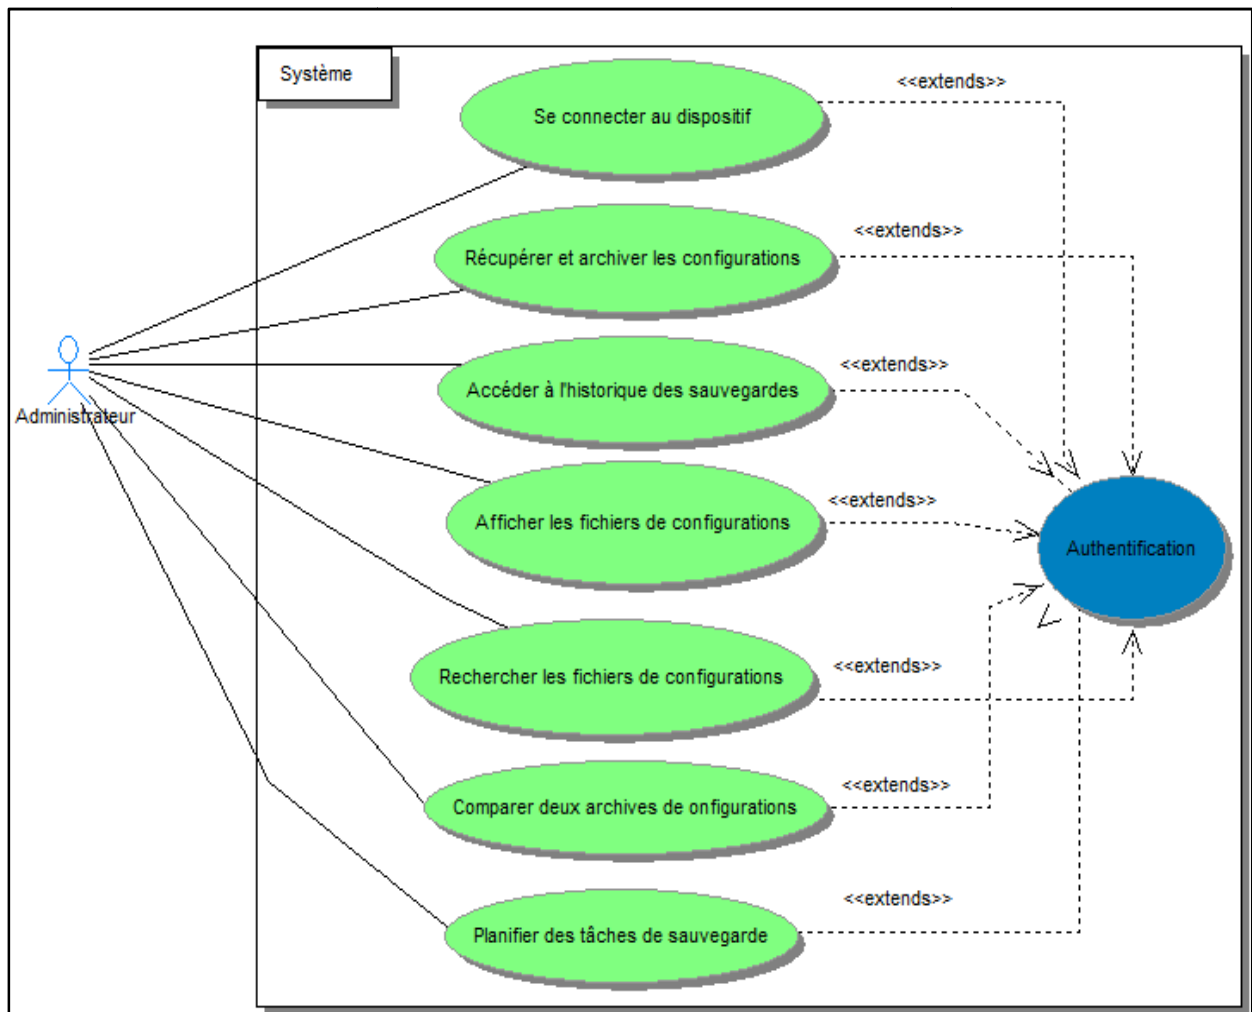 Système
Se connecter au dispositif
<<extends>>
Récupérer et archiver les configurations
<<extends>>
Accéder à l'historique des sauvegardes
<<extends>>
Administrateur
Afficher les fichiers de configurations
<<extends>>
Authentification
Rechercher les fichiers de configurations
<<extends>>
Comparer deux archives de onfigurations
<<extends>>
Planifier des tâches de sauvegarde
<<extends>>